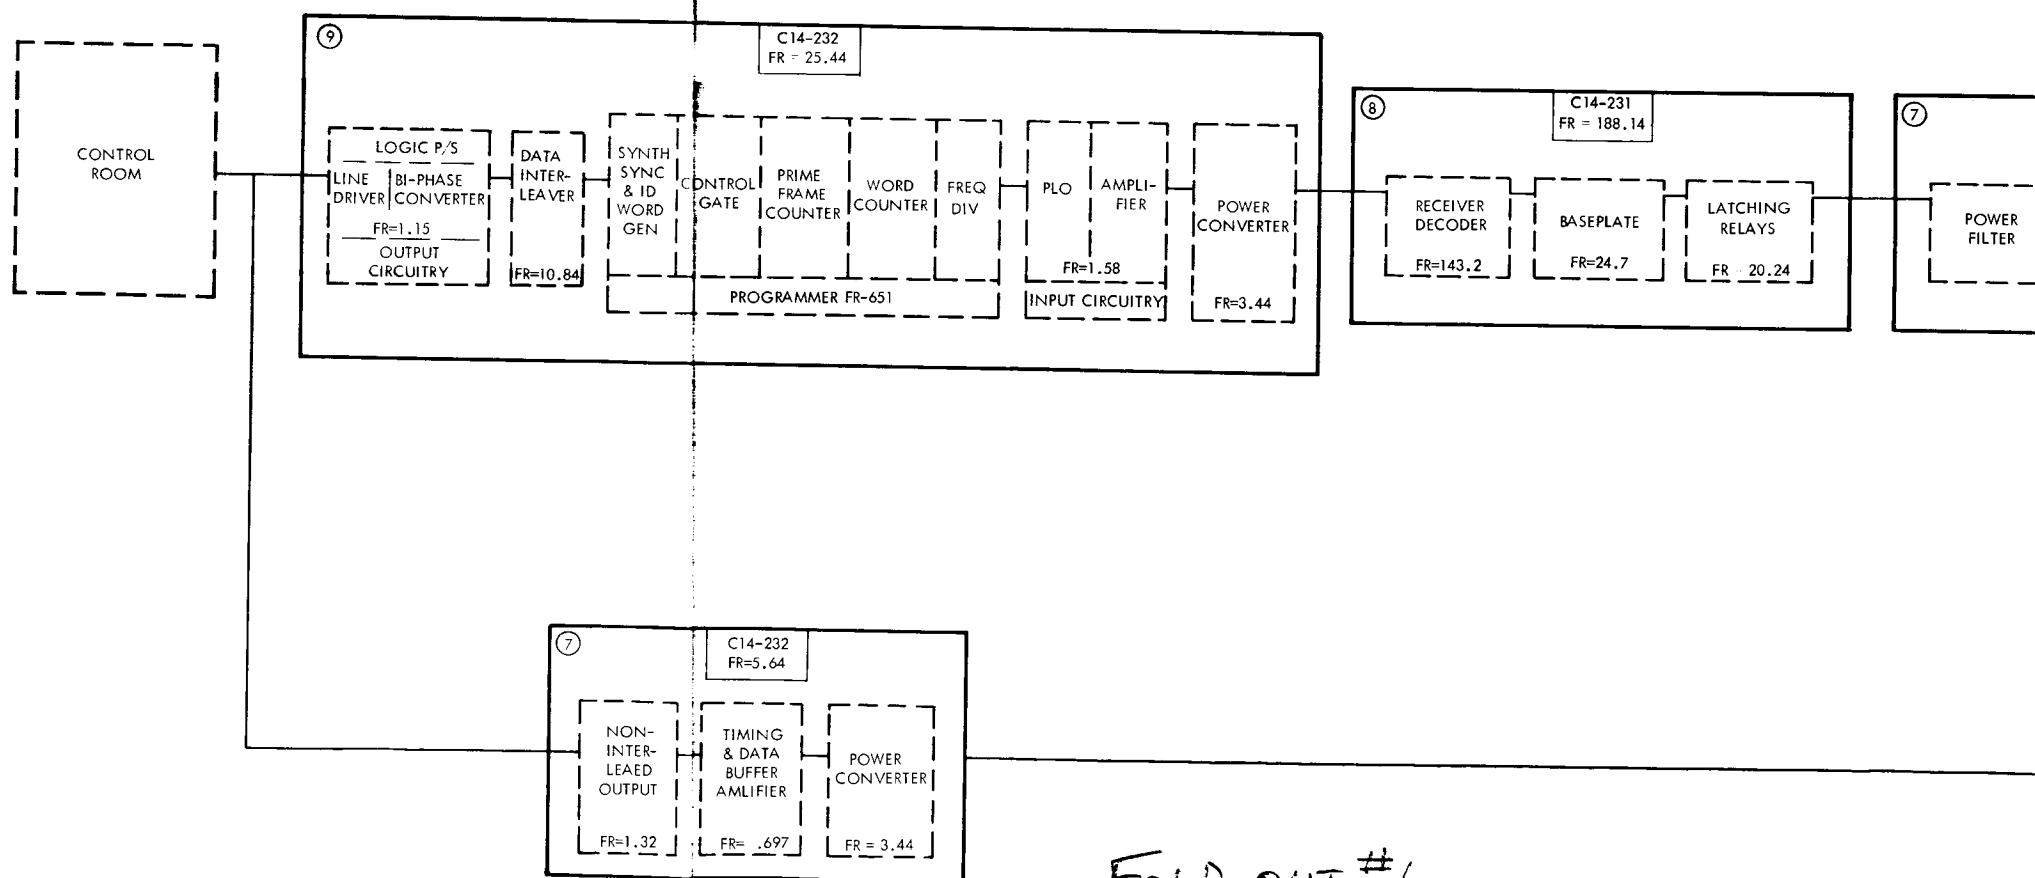 CONTROL
ROOM
9
C14-232
FR = 25.44
LOGIC P/S
LINE
DRIVER
BI-PHASE
CONVERTER
FR=1.15
OUTPUT
CIRCUITRY
DATA
INTER-
LEAVER
FR=10.84
SYNTH
SYNC
& ID
WORD
GEN
CONTROL
GATE
PRIME
FRAME
COUNTER
WORD
COUNTER
FREQ
DIV
PROGRAMMER FR-651
PLO
AMPLI-
FIER
FR=1.58
INPUT CIRCUITRY
POWER
CONVERTER
FR=3.44
8
C14-231
FR = 188.14
RECEIVER
DECODER
FR=143.2
BASEPLATE
FR=24.7
LATCHING
RELAYS
FR 20.24
7
POWER
FILTER
7
C14-232
FR=5.64
NON-
INTER-
LEAED
OUTPUT
FR=1.32
TIMING
& DATA
BUFFER
AMLIFIER
FR= .697
POWER
CONVERTER
FR = 3.44
FOLD OUT #